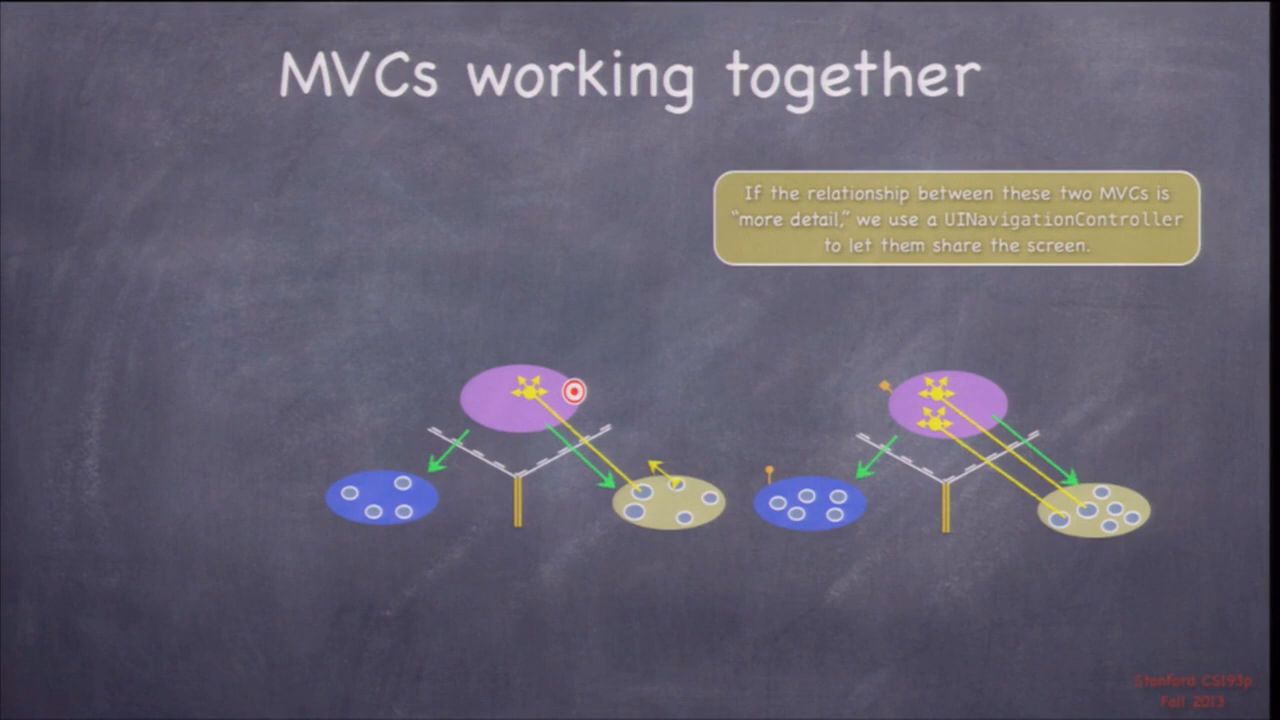 MVCs working together
If the relationship between these two MVCs is
“more detail,” we use a UINavigationController
to let them share the screen.
Stanford CS193p
Fall 2013